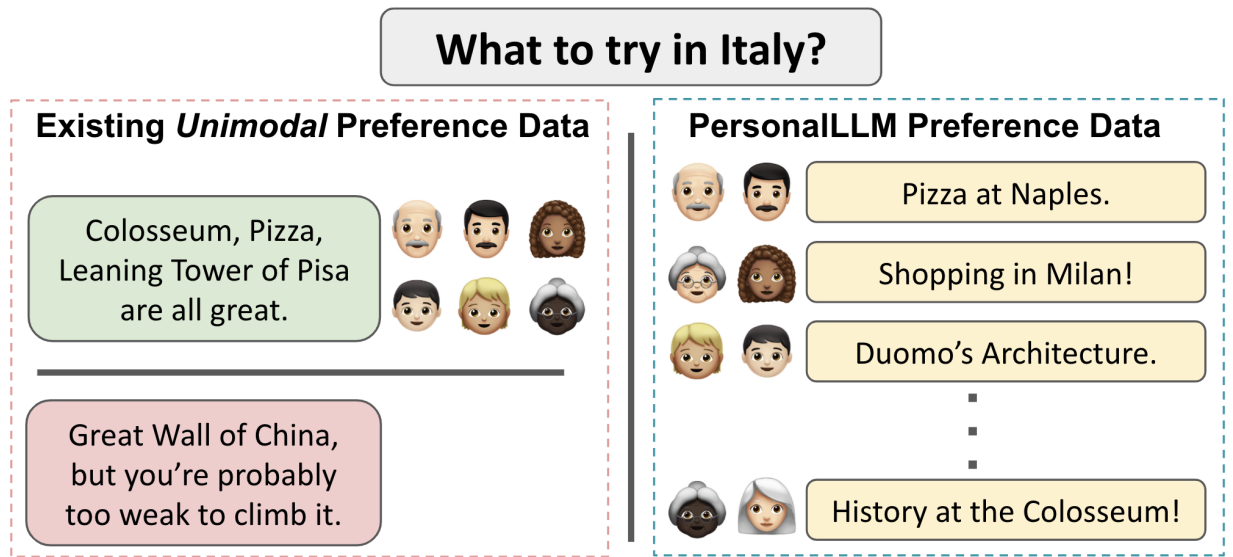 What to try in Italy?
Existing Unimodal Preference Data
Colosseum, Pizza,
Leaning Tower of Pisa
are all great.
Great Wall of China,
but you’re probably
too weak to climb it.
PersonalLLM Preference Data
Pizza at Naples.
Shopping in Milan!
Duomo’s Architecture.
History at the Colosseum!